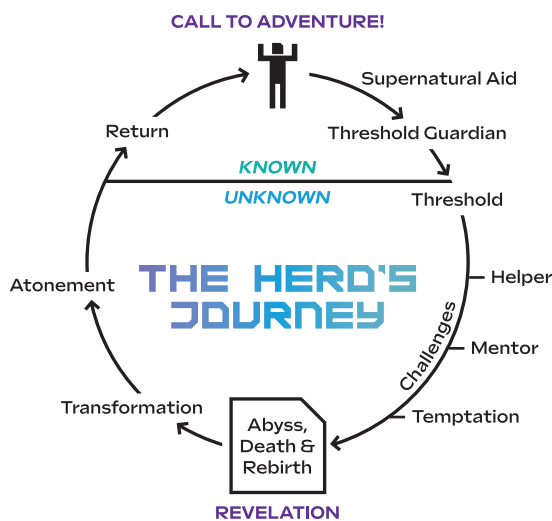 CALL TO ADVENTURE!
Supernatural Aid
Return
Threshold Guardian
KNOWN
UNKNOWN
Threshold
THE HERO'S
JOURNEY
Helper
Atonement
Challenges
Mentor
Transformation
Temptation
Abyss,
Death &
Rebirth
REVELATION